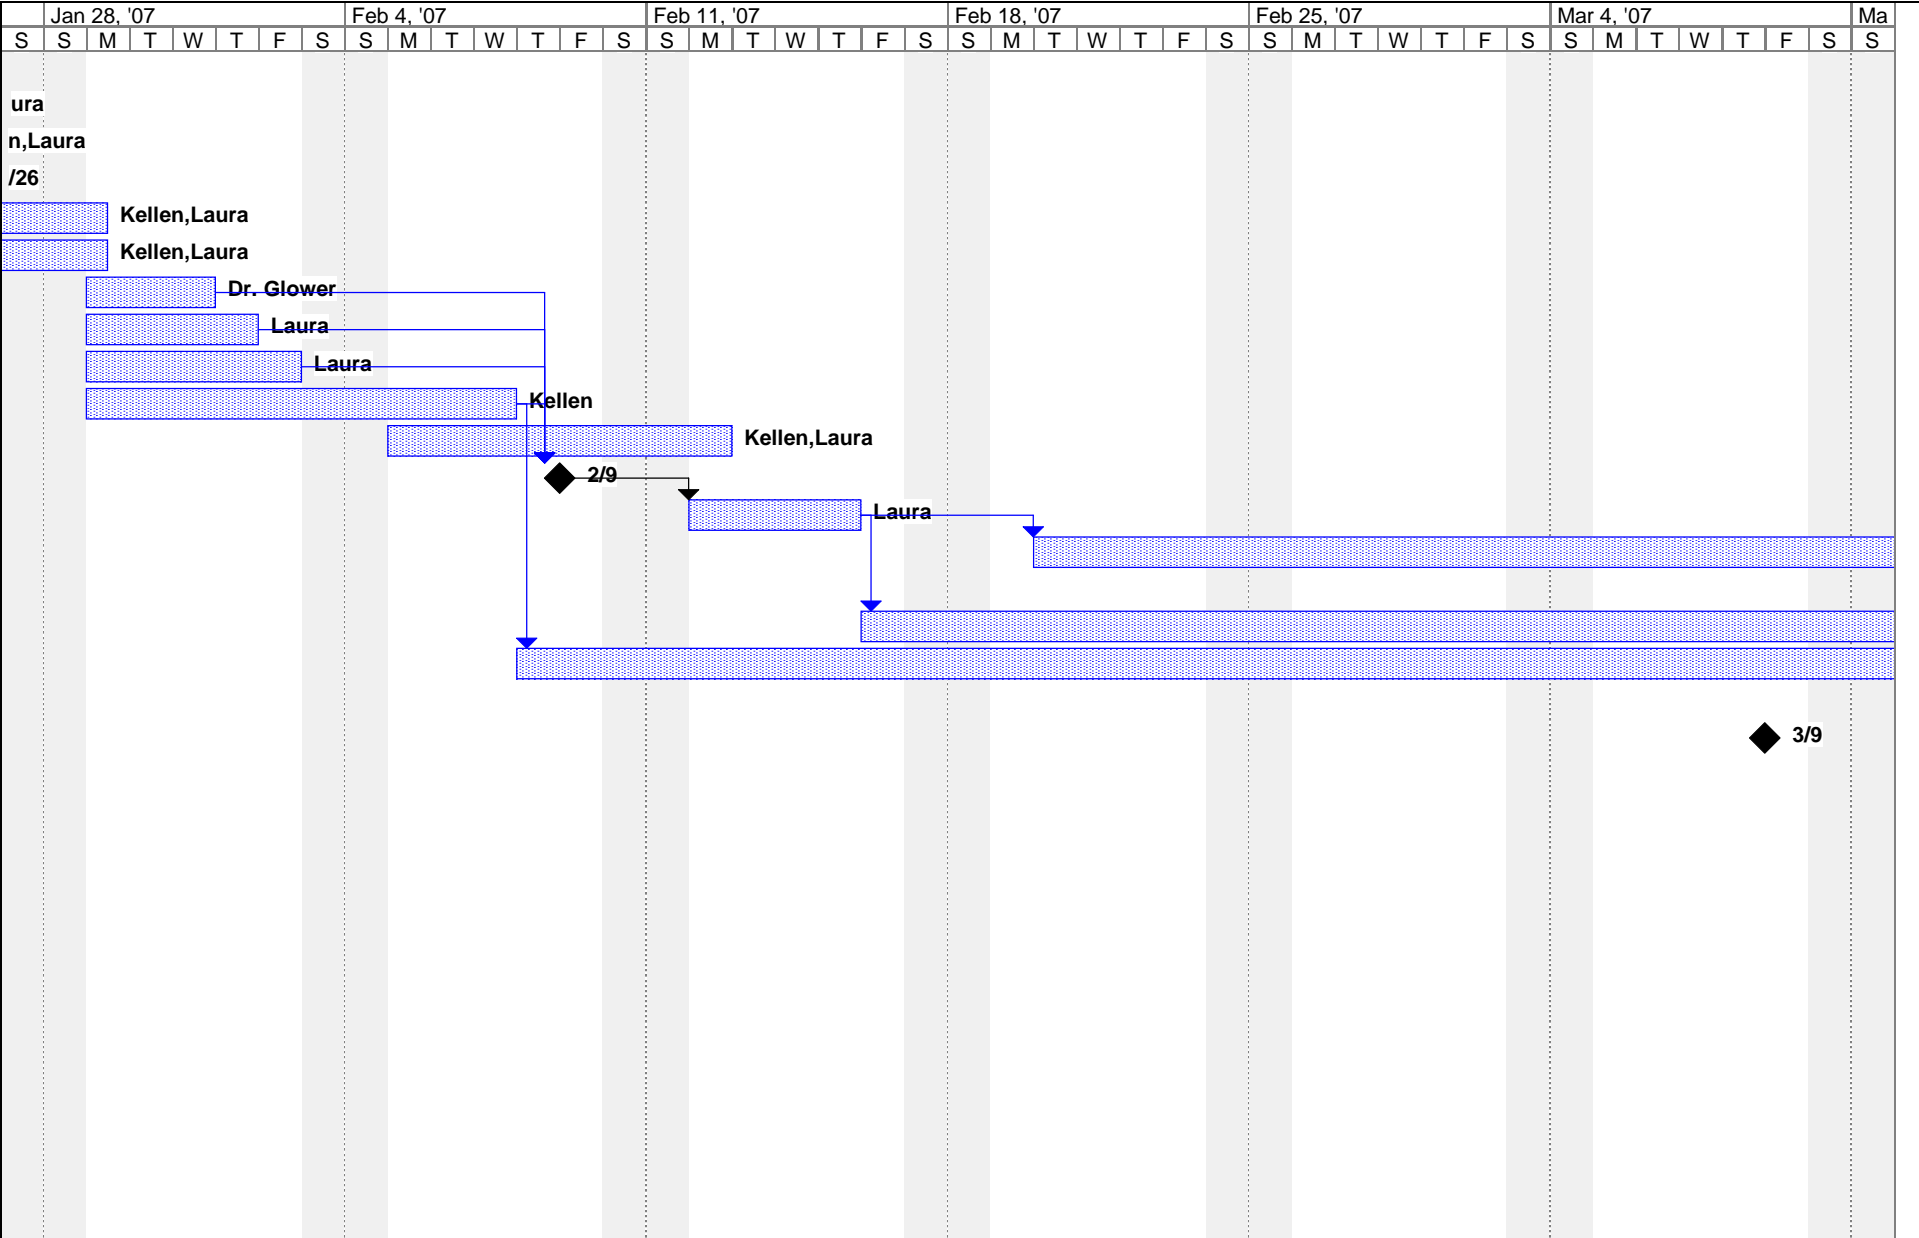 Jan 28, '07 Feb 4, '07 Feb 11, '07 Feb 18, '07 Feb 25, '07 Mar 4, '07 Ma
S S M T W T F S S M T W T F S S M T W T F S S M T W T F S S M T W T F S S M T W T F S S
ura
n,Laura
/26
Kellen,Laura
Kellen,Laura
Dr. Glower
Laura
Laura
Kellen
Kellen,Laura
2/9
Laura
3/9